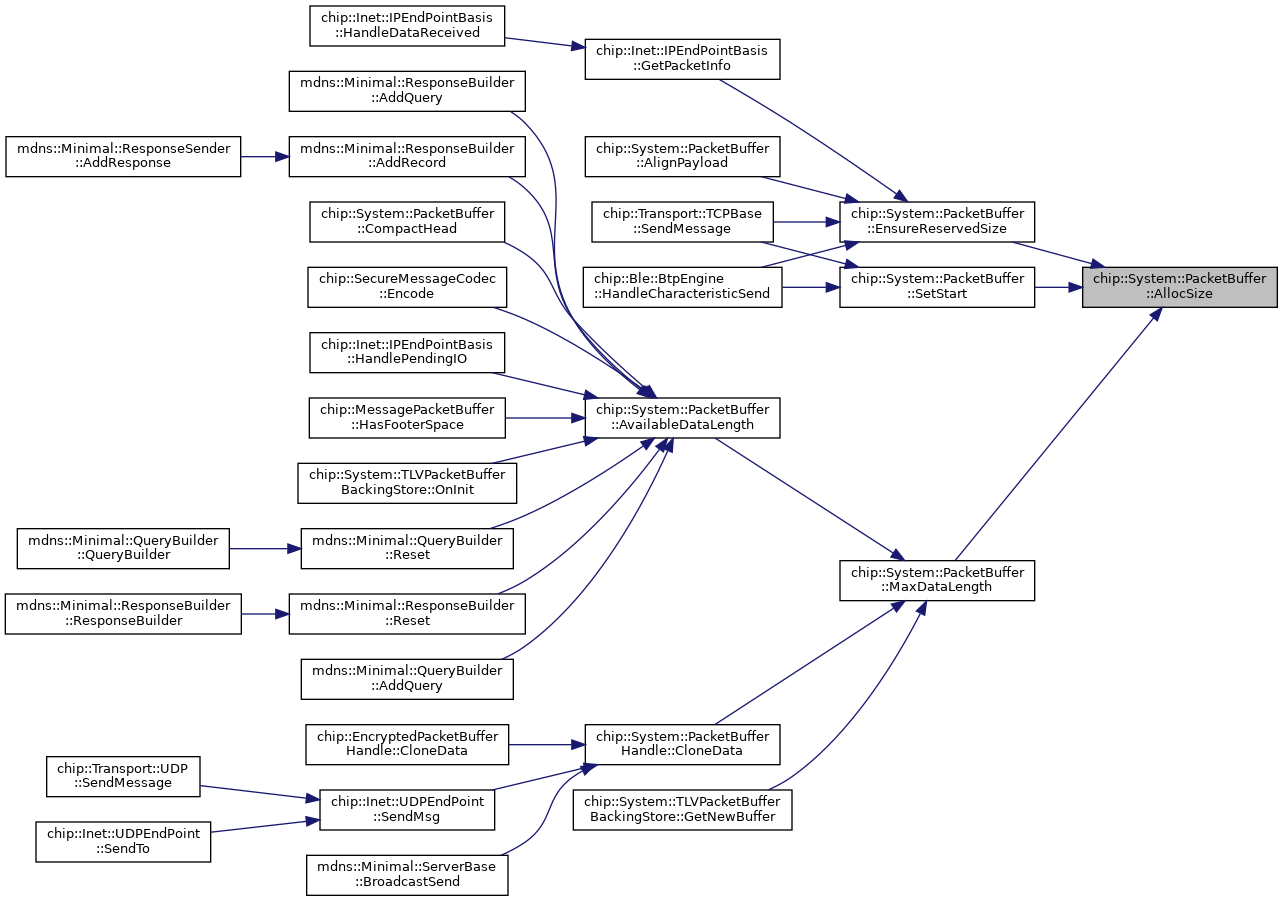 chip::Inet::IPEndPointBasis
::HandleDataReceived
chip::Inet::IPEndPointBasis
::GetPacketInfo
mdns::Minimal::ResponseBuilder
::AddQuery
mdns::Minimal::ResponseSender
::AddResponse
mdns::Minimal::ResponseBuilder
::AddRecord
chip::System::PacketBuffer
::AlignPayload
chip::System::PacketBuffer
::CompactHead
chip::Transport::TCPBase
::SendMessage
chip::System::PacketBuffer
::EnsureReservedSize
chip::SecureMessageCodec
::Encode
chip::Ble::BtpEngine
::HandleCharacteristicSend
chip::System::PacketBuffer
::SetStart
chip::System::PacketBuffer
::AllocSize
chip::Inet::IPEndPointBasis
::HandlePendingIO
chip::MessagePacketBuffer
::HasFooterSpace
chip::System::PacketBuffer
::AvailableDataLength
chip::System::TLVPacketBuffer
BackingStore::OnInit
mdns::Minimal::QueryBuilder
::QueryBuilder
mdns::Minimal::QueryBuilder
::Reset
chip::System::PacketBuffer
::MaxDataLength
mdns::Minimal::ResponseBuilder
::ResponseBuilder
mdns::Minimal::ResponseBuilder
::Reset
mdns::Minimal::QueryBuilder
::AddQuery
chip::EncryptedPacketBuffer
Handle::CloneData
chip::System::PacketBuffer
Handle::CloneData
chip::Transport::UDP
::SendMessage
chip::Inet::UDPEndPoint
::SendMsg
chip::System::TLVPacketBuffer
BackingStore::GetNewBuffer
chip::Inet::UDPEndPoint
::SendTo
mdns::Minimal::ServerBase
::BroadcastSend